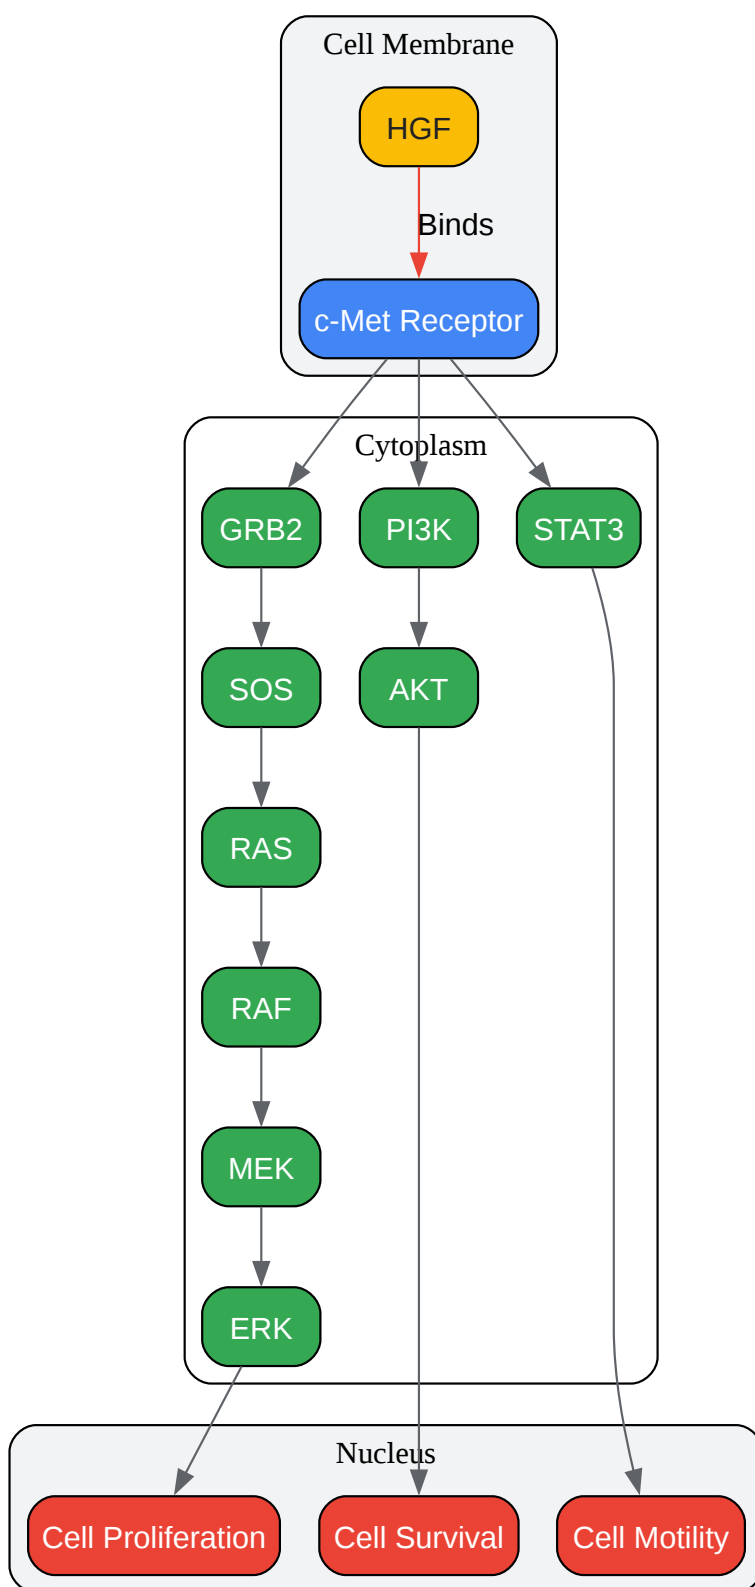 Cell Membrane
HGF
Binds
c-Met Receptor
Cytoplasm
GRB2
PI3K
STAT3
SOS
AKT
RAS
RAF
MEK
ERK
Nucleus
Cell Proliferation
Cell Survival
Cell Motility